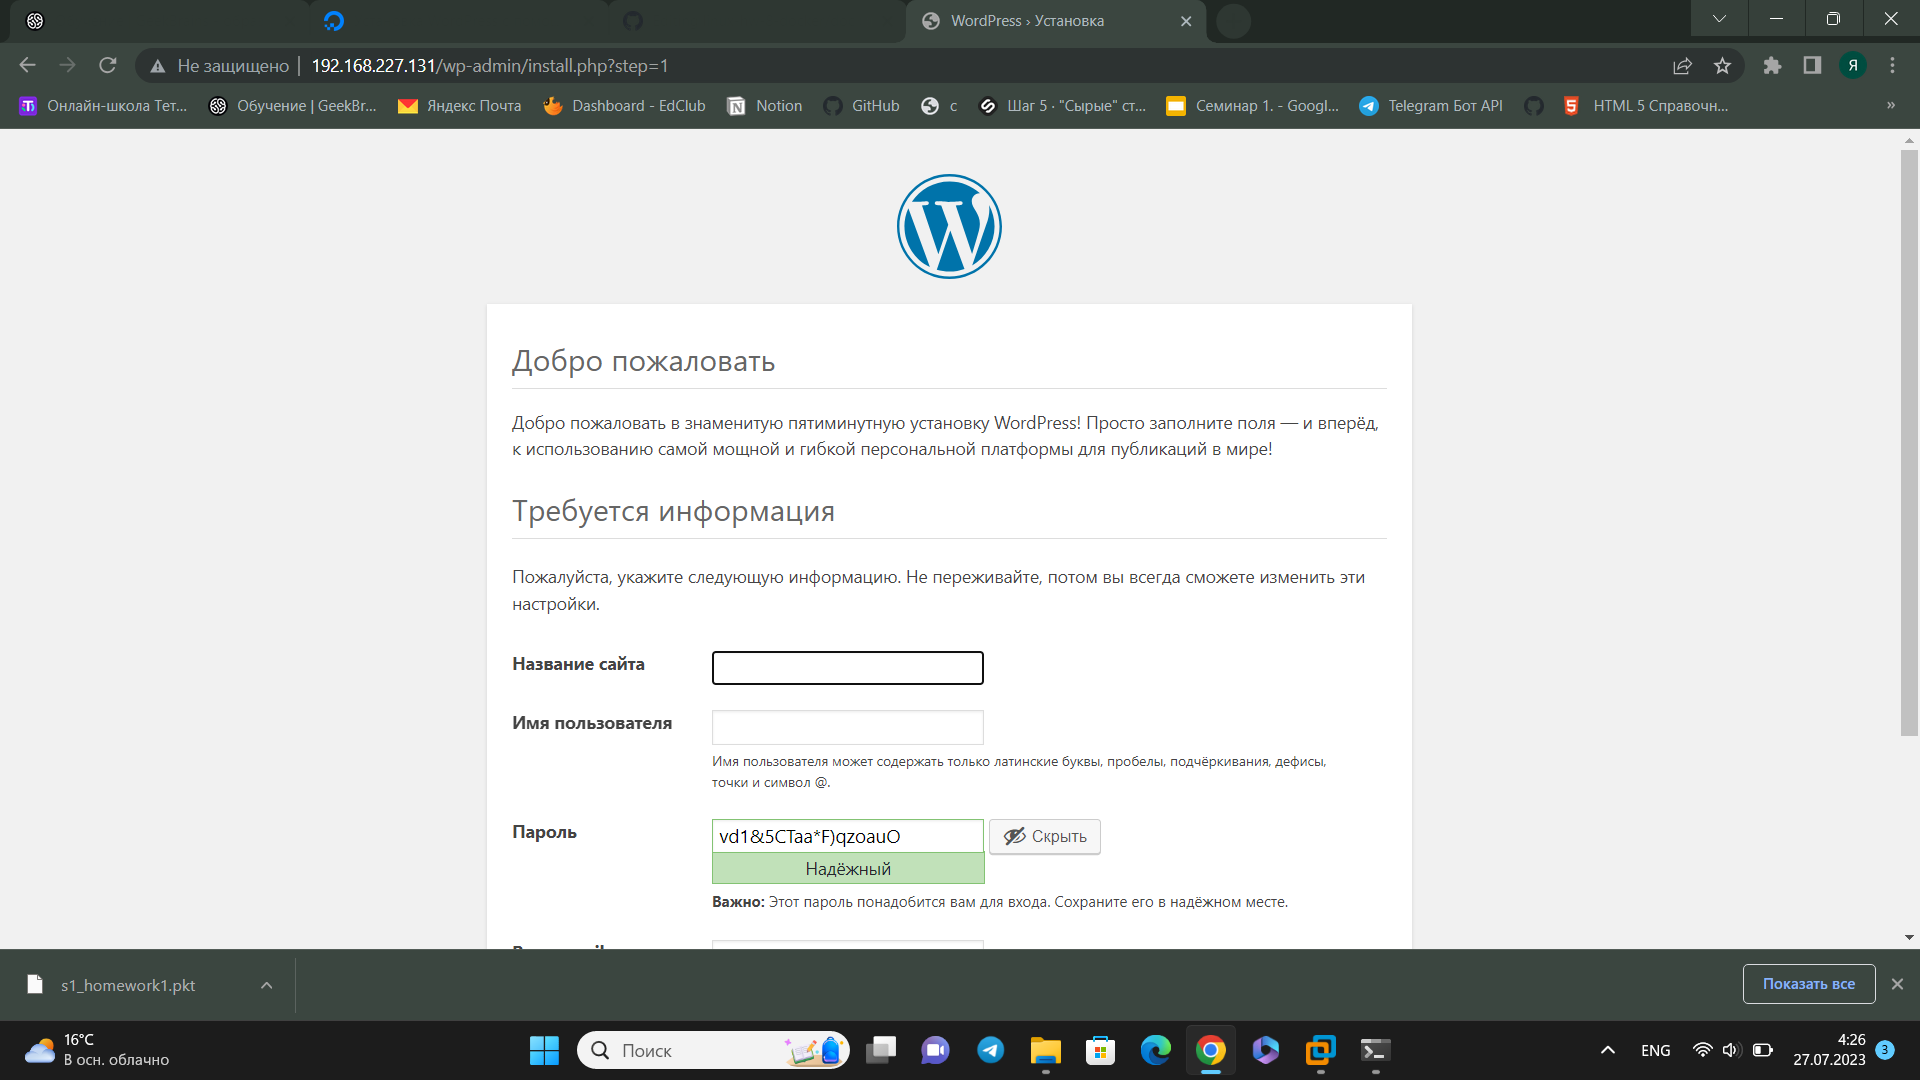 WordPress › Установка
Не защищено | 192.168.227.131/wp-admin/install.php?step=1
Я
Онлайн-школа Тет...
Обучение | GeekBr...
Яндекс Почта
Dashboard - EdClub
Notion
GitHub
с
Шаг 5 · "Сырые" ст...
Семинар 1. - Googl...
Telegram Бот API
HTML 5 Справочн...
»
Добро пожаловать
Добро пожаловать в знаменитую пятиминутную установку WordPress! Просто заполните поля — и вперёд,
к использованию самой мощной и гибкой персональной платформы для публикаций в мире!
Требуется информация
Пожалуйста, укажите следующую информацию. Не переживайте, потом вы всегда сможете изменить эти
настройки.
Название сайта
Имя пользователя
Имя пользователя может содержать только латинские буквы, пробелы, подчёркивания, дефисы,
точки и символ @.
Пароль
vd1&5CTaa*F)qzoauO
Скрыть
Надёжный
Важно: Этот пароль понадобится вам для входа. Сохраните его в надёжном месте.
s1_homework1.pkt
Показать все
16°C
В осн. облачно
Поиск
ENG
4:26
27.07.2023
3